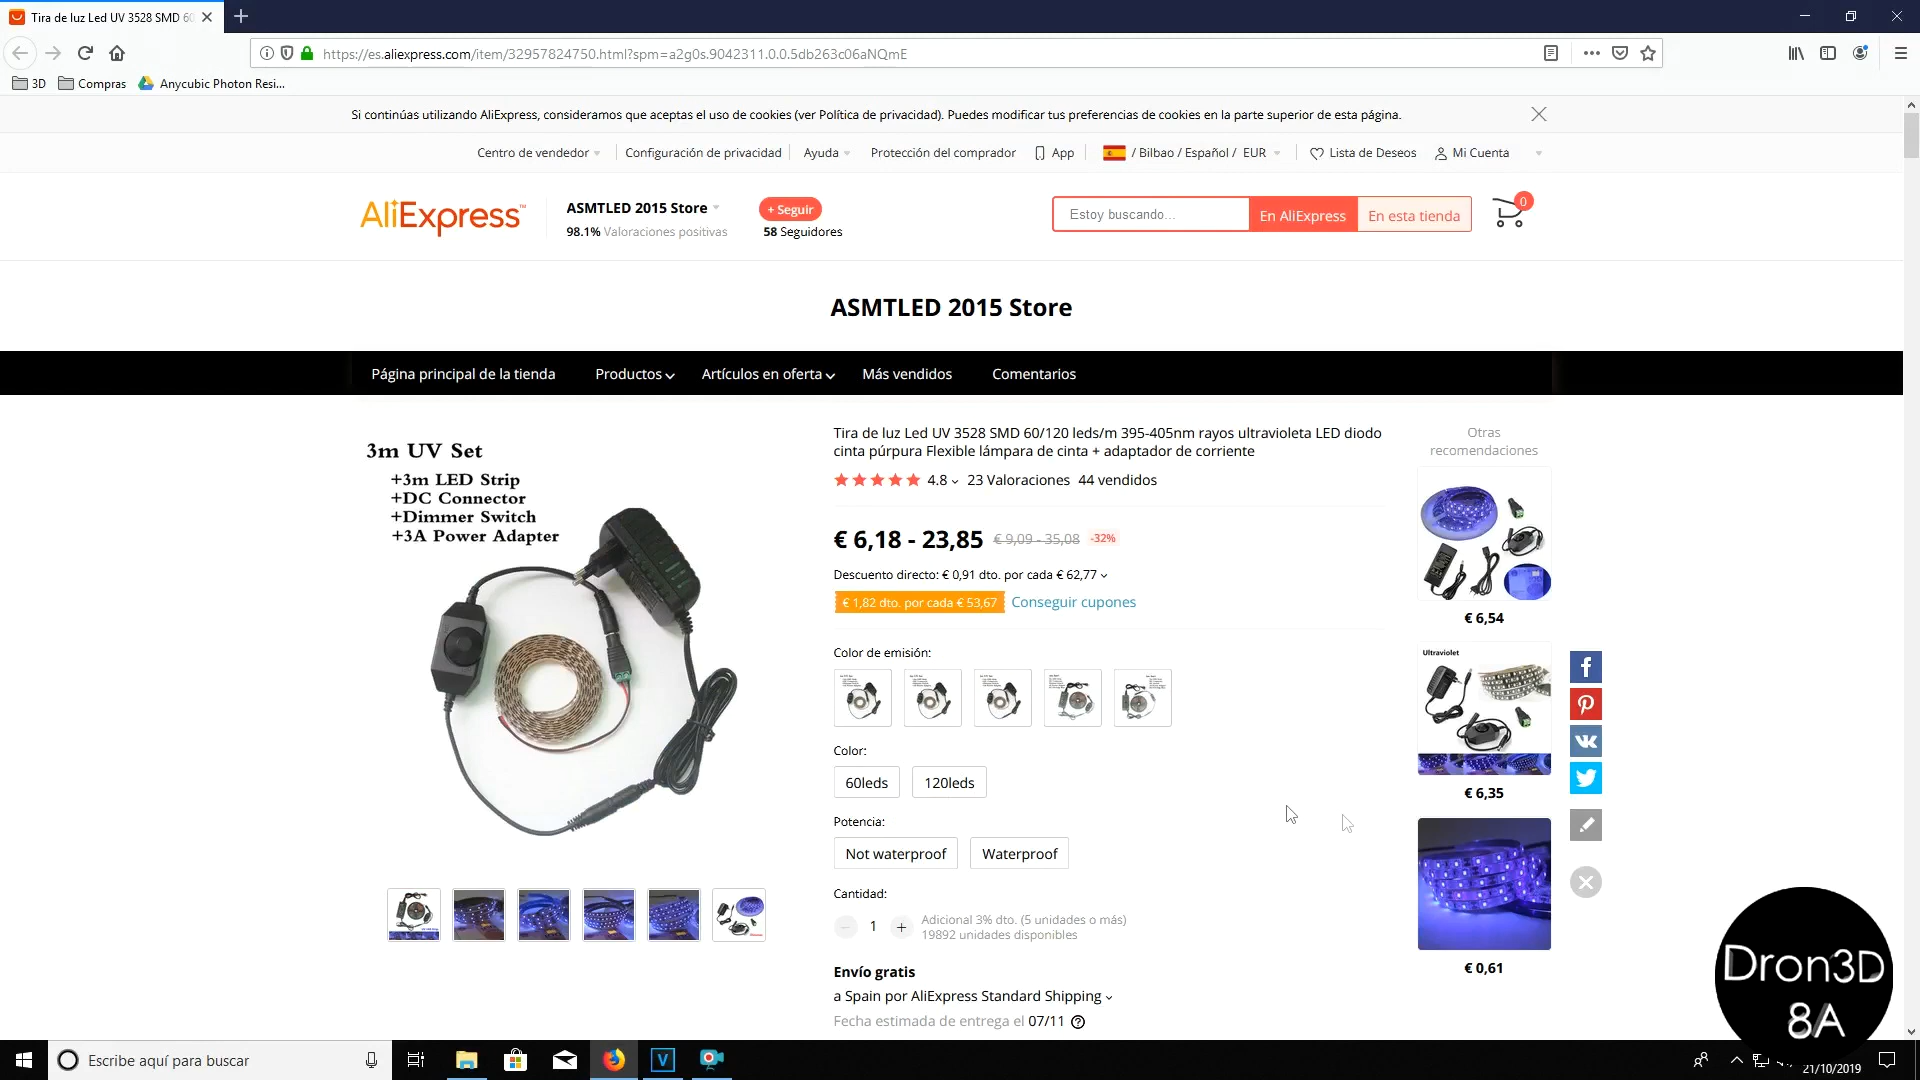 Tira de luz Led UV 3528 SMD 60
https://es.aliexpress.com/item/32957824750.html?spm=a2g0s.9042311.0.0.5db263c06aNQmE
3D Compras Anycubic Photon Resi...
Si continúas utilizando AliExpress, consideramos que aceptas el uso de cookies (ver Política de privacidad). Puedes modificar tus preferencias de cookies en la parte superior de esta página.
Centro de vendedor Configuración de privacidad Ayuda Protección del comprador App / Bilbao / Español / EUR Lista de Deseos Mi Cuenta
AliExpress™
ASMTLED 2015 Store
98.1% Valoraciones positivas
+ Seguir
58 Seguidores
Estoy buscando... En AliExpress En esta tienda
0
ASMTLED 2015 Store
Página principal de la tienda Productos Artículos en oferta Más vendidos Comentarios
3m UV Set
+3m LED Strip
+DC Connector
+Dimmer Switch
+3A Power Adapter
Tira de luz Led UV 3528 SMD 60/120 leds/m 395-405nm rayos ultravioleta LED diodo
cinta púrpura Flexible lámpara de cinta + adaptador de corriente
4.8 23 Valoraciones 44 vendidos
€ 6,18 - 23,85 € 9,09 - 35,08 -32%
Descuento directo: € 0,91 dto. por cada € 62,77
€ 1,82 dto. por cada € 53,67 Conseguir cupones
Color de emisión:
Color:
60leds 120leds
Potencia:
Not waterproof Waterproof
Cantidad:
1
Adicional 3% dto. (5 unidades o más)
19892 unidades disponibles
Envío gratis
a Spain por AliExpress Standard Shipping
Fecha estimada de entrega el 07/11
Otras
recomendaciones
€ 6,54
Ultraviolet
€ 6,35
€ 0,61
Dron3D
8A
Escribe aquí para buscar
21/10/2019